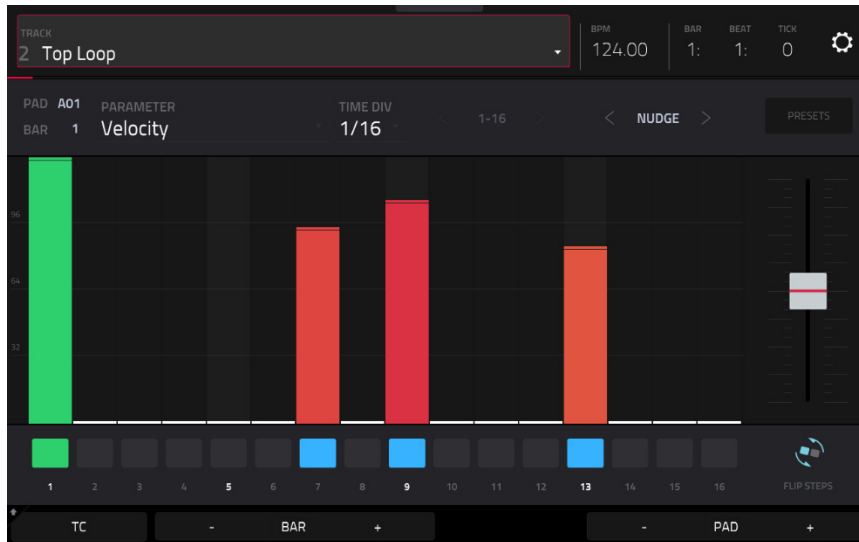 TRACK BPM BAR BEAT TICK
2 Top Loop 124.00 1: 1: 0
PAD A01 PARAMETER TIME DIV
BAR 1 Velocity 1/16 < 1-16 > < NUDGE > PRESETS
96
64
32
1 2 3 4 5 6 7 8 9 10 11 12 13 14 15 16 FLIP STEPS
TC - BAR + - PAD +